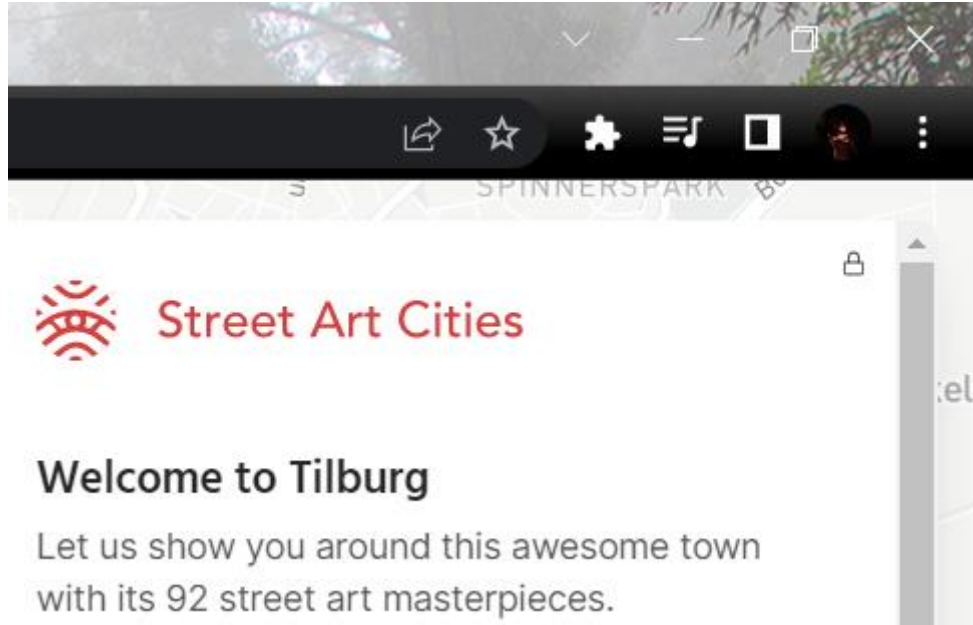 SPINNERSPARK
Street Art Cities
Welcome to Tilburg
Let us show you around this awesome town
with its 92 street art masterpieces.